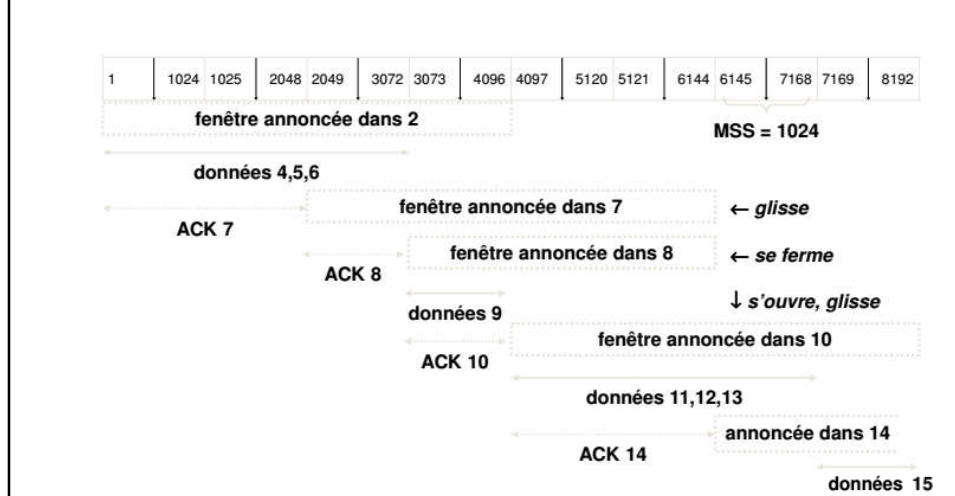 1 1024 1025 2048 2049 3072 3073 4096 4097 5120 5121 6144 6145 7168 7169 8192
fenêtre annoncée dans 2
MSS = 1024
données 4,5,6
fenêtre annoncée dans 7
← glisse
ACK 7
fenêtre annoncée dans 8
← se ferme
ACK 8
↓ s'ouvre, glisse
données 9
fenêtre annoncée dans 10
ACK 10
données 11,12,13
annoncée dans 14
ACK 14
données 15